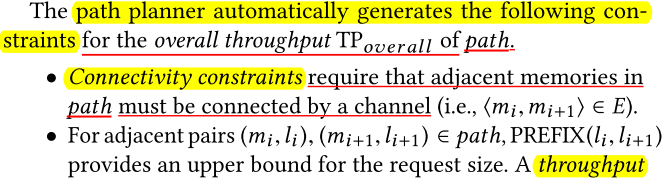 The path planner automatically generates the following con-
straints for the overall throughput TP_overall of path.
• Connectivity constraints require that adjacent memories in
path must be connected by a channel (i.e., ⟨m_i, m_{i+1}⟩ ∈ E).
• For adjacent pairs (m_i, l_i), (m_{i+1}, l_{i+1}) ∈ path, PREFIX(l_i, l_{i+1})
provides an upper bound for the request size. A throughput